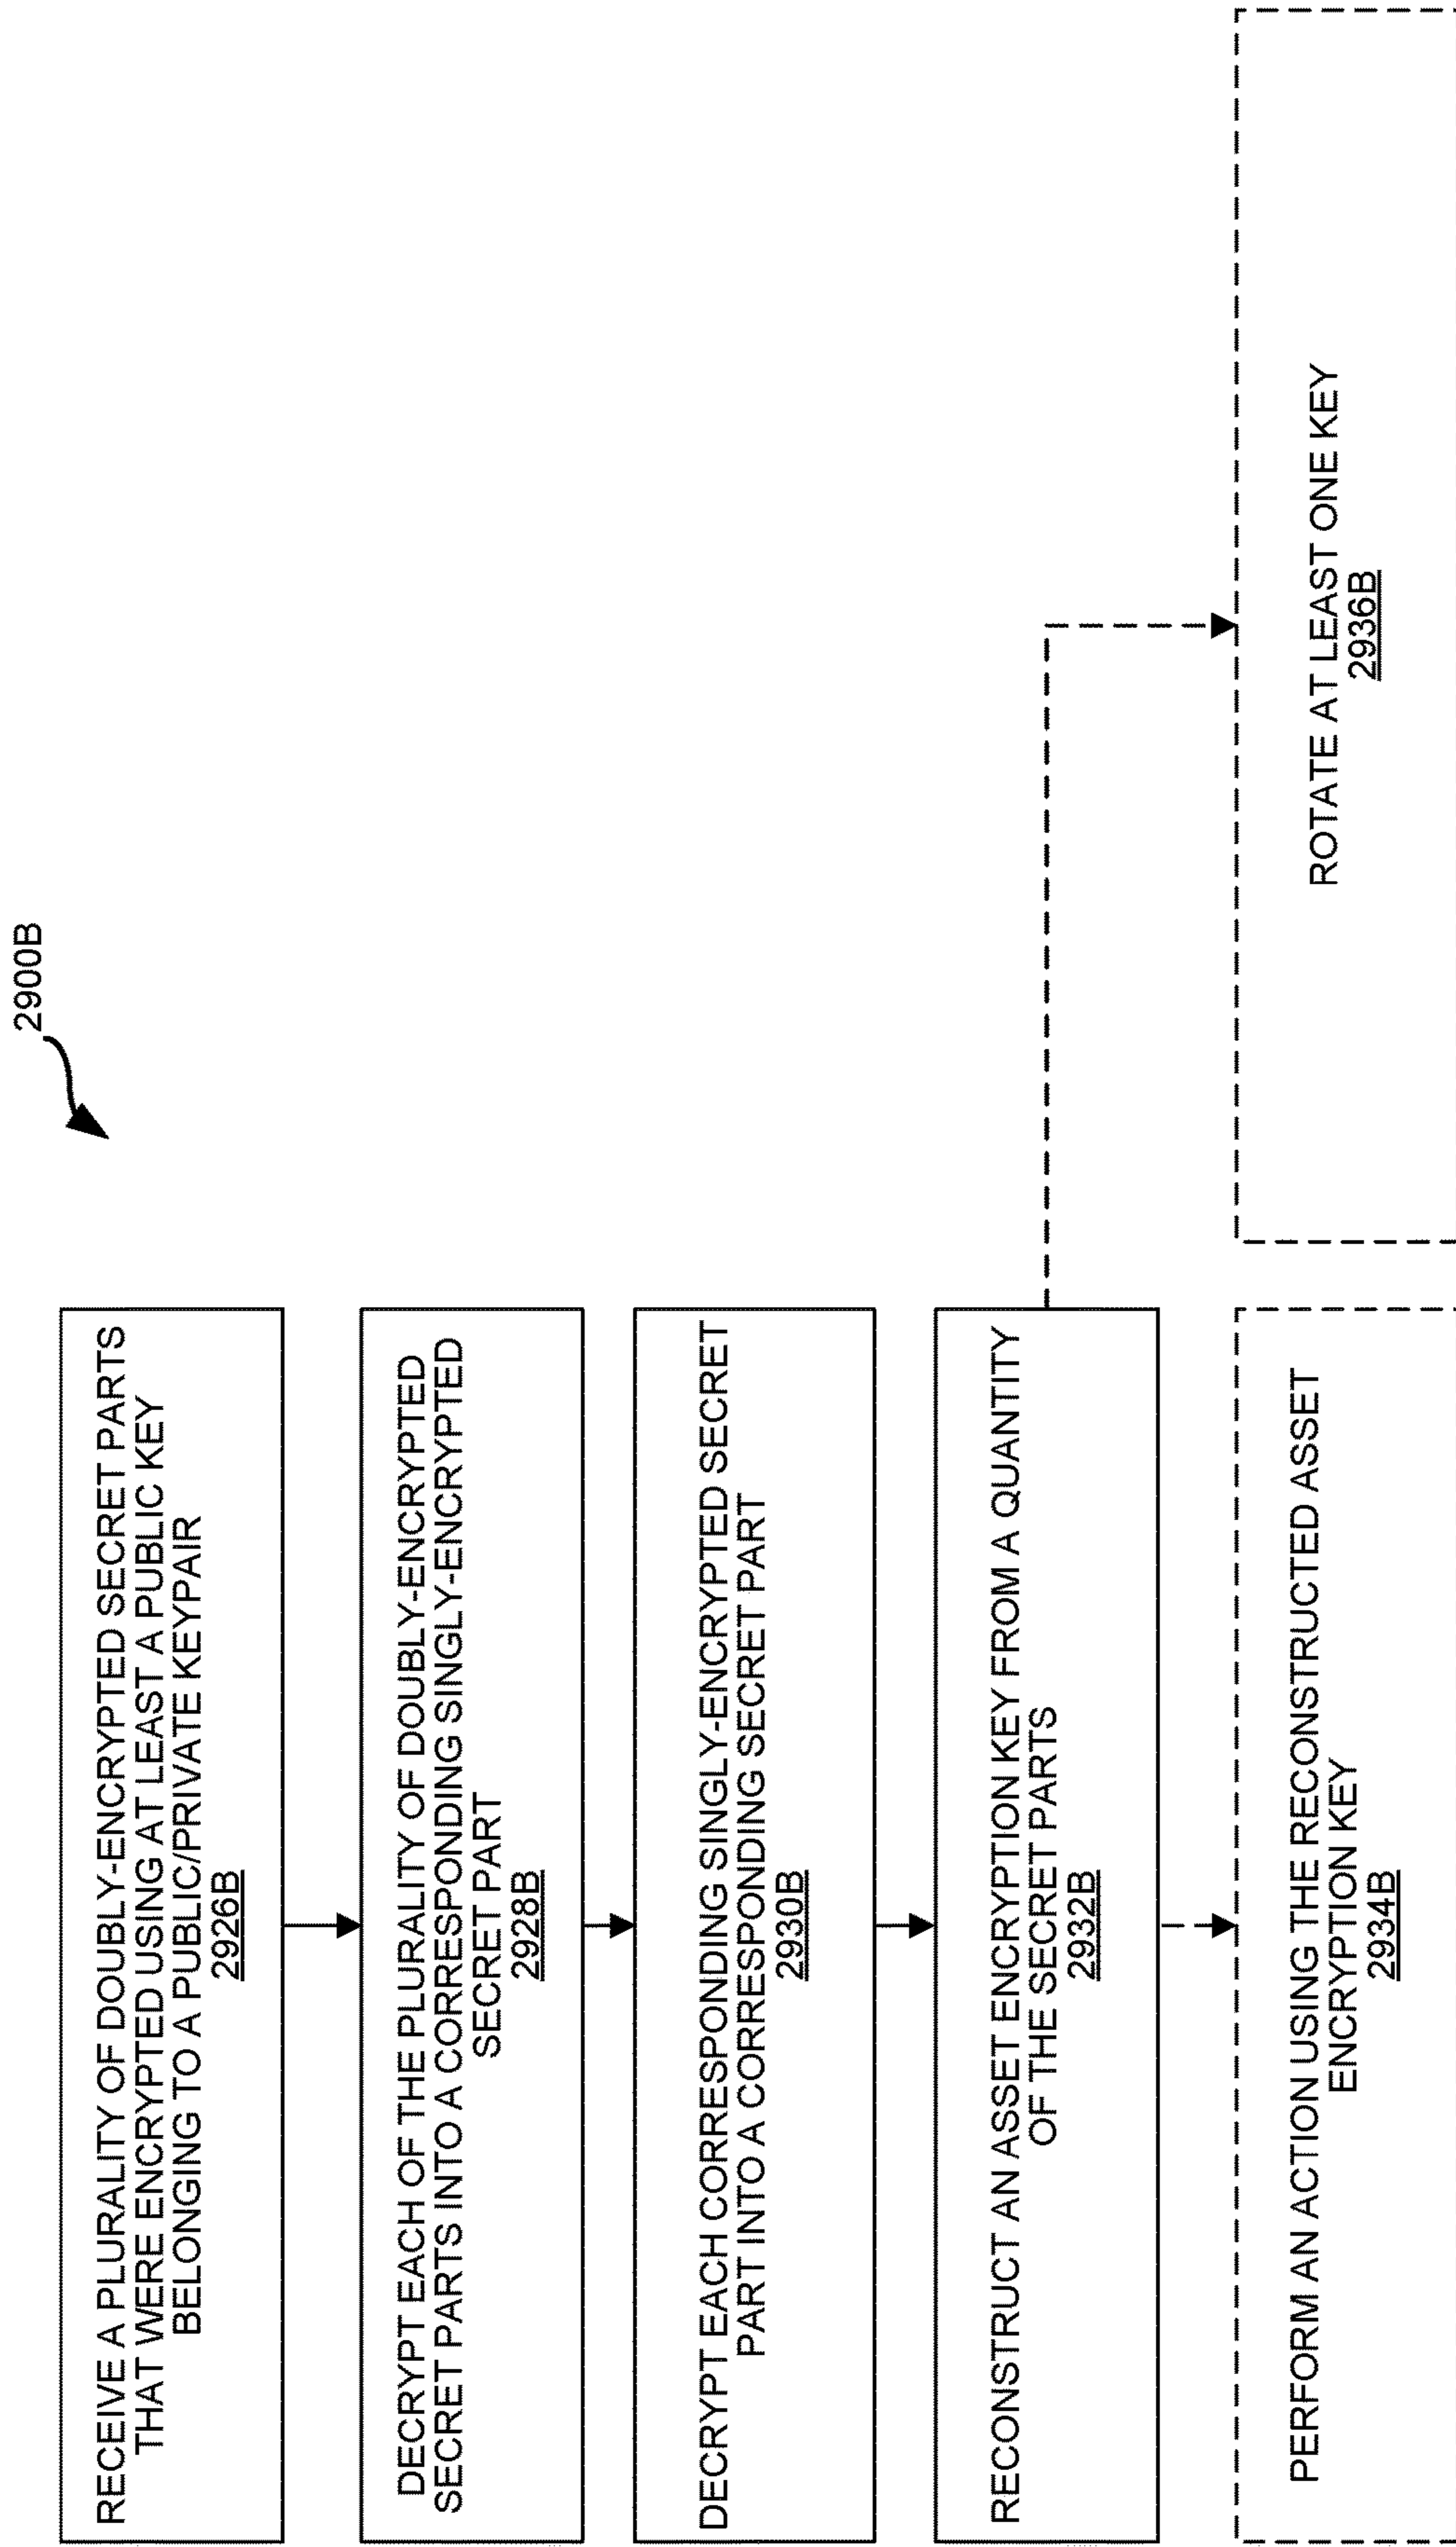 2900B
RECEIVE A PLURALITY OF DOUBLY-ENCRYPTED SECRET PARTS
THAT WERE ENCRYPTED USING AT LEAST A PUBLIC KEY
BELONGING TO A PUBLIC/PRIVATE KEYPAIR
2926B
DECRYPT EACH OF THE PLURALITY OF DOUBLY-ENCRYPTED
SECRET PARTS INTO A CORRESPONDING SINGLY-ENCRYPTED
SECRET PART
2928B
DECRYPT EACH CORRESPONDING SINGLY-ENCRYPTED SECRET
PART INTO A CORRESPONDING SECRET PART
2930B
RECONSTRUCT AN ASSET ENCRYPTION KEY FROM A QUANTITY
OF THE SECRET PARTS
2932B
PERFORM AN ACTION USING THE RECONSTRUCTED ASSET
ENCRYPTION KEY
2934B
ROTATE AT LEAST ONE KEY
2936B